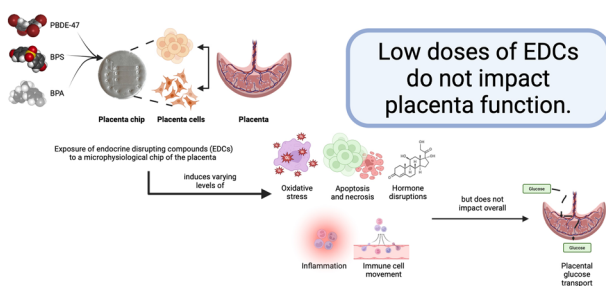 PBDE-47
BPS
BPA
Placenta chip
Placenta cells
Placenta
Low doses of EDCs
do not impact
placenta function.
Exposure of endocrine disrupting compounds (EDCs)
to a microphysiological chip of the placenta
induces varying
levels of
Oxidative
stress
Apoptosis
and necrosis
Hormone
disruptions
Inflammation
Immune cell
movement
but does not
impact overall
Glucose
Glucose
Placental
glucose
transport